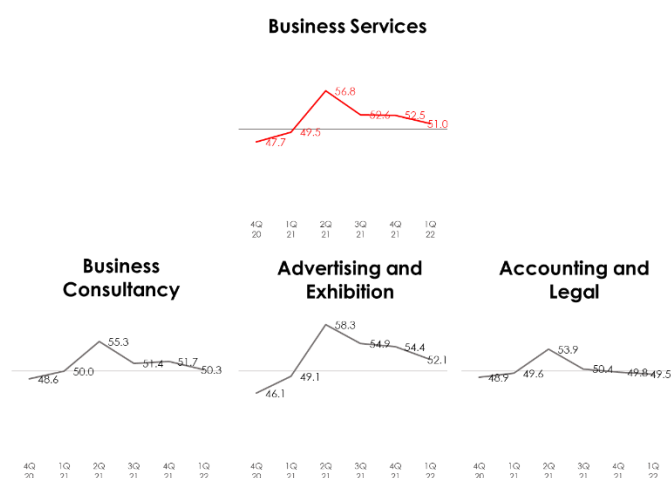 Business Services
56.8
52.6
52.5
51.0
49.5
47.7
4Q 1Q 2Q 3Q 4Q 1Q
20 21 21 21 21 22
Business
Consultancy
55.3
51.4
51.7
50.3
50.0
48.6
4Q 1Q 2Q 3Q 4Q 1Q
20 21 21 21 21 22
Advertising and
Exhibition
58.3
54.9
54.4
52.1
49.1
46.1
4Q 1Q 2Q 3Q 4Q 1Q
20 21 21 21 21 22
Accounting and
Legal
53.9
50.4
49.8
49.5
49.6
48.9
4Q 1Q 2Q 3Q 4Q 1Q
20 21 21 21 21 22